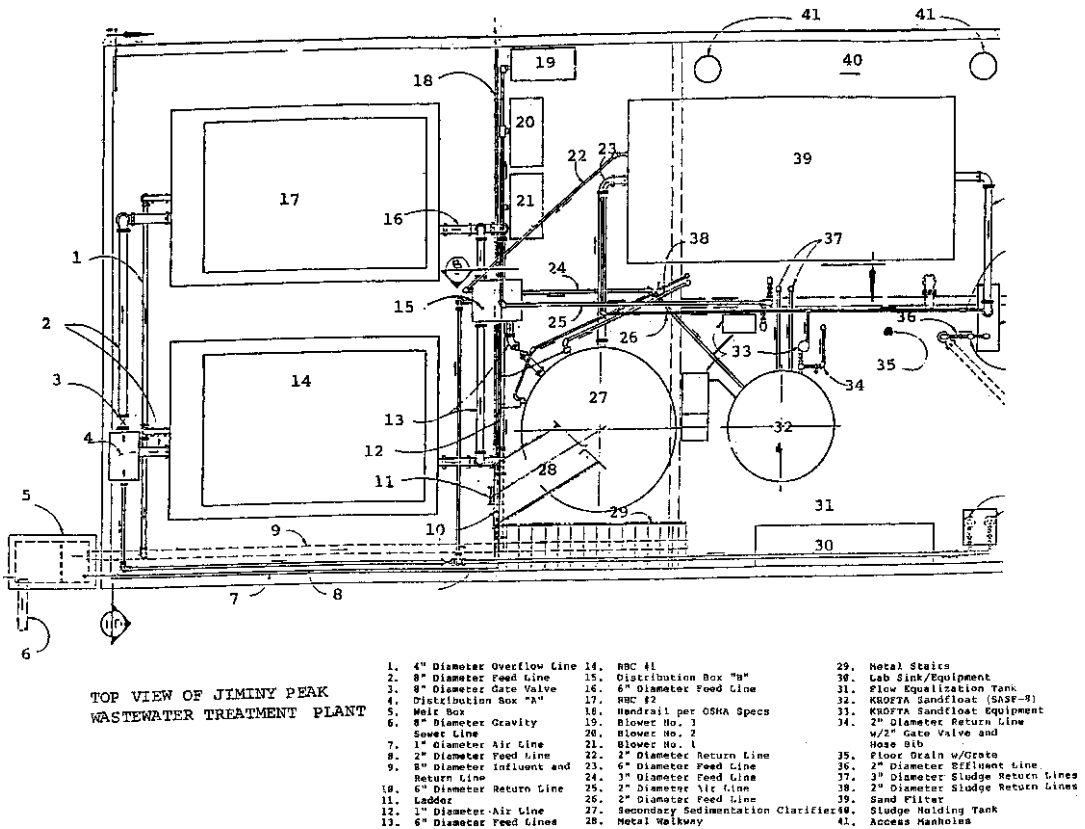 41
41
19
40
18
20
22
23
39
17
21
16
38
37
1
B
24
15
25
36
2
26
33
35
34
14
3
13
27
32
4
12
28
11
5
29
31
10
9
30
7
8
6
TOP VIEW OF JIMINY PEAK
WASTEWATER TREATMENT PLANT
1. 4" Diameter Overflow Line
2. 8" Diameter Feed Line
3. 8" Diameter Gate Valve
4. Distribution Box "A"
5. Weir Box
6. 8" Diameter Gravity
Sewer Line
7. 1" Diameter Air Line
8. 2" Diameter Feed Line
9. 8" Diameter Influent and
Return Line
10. 6" Diameter Return Line
11. Ladder
12. 1" Diameter Air Line
13. 6" Diameter Feed Lines
14. RBC #1
15. Distribution Box "B"
16. 6" Diameter Feed Line
17. RBC #2
18. Handrail per OSHA Specs
19. Blower No. 3
20. Blower No. 2
21. Blower No. 1
22. 2" Diameter Return Line
23. 6" Diameter Feed Line
24. 3" Diameter Feed Line
25. 2" Diameter Air Line
26. 2" Diameter Feed Line
27. Secondary Sedimentation Clarifier
28. Metal Walkway
29. Metal Stairs
30. Lab Sink/Equipment
31. Flow Equalization Tank
32. KROFTA Sandfloat (SASF-8)
33. KROFTA Sandfloat Equipment
34. 2" Diameter Return Line
w/2" Gate Valve and
Hose Bib
35. Floor Drain w/Grate
36. 2" Diameter Effluent Line
37. 3" Diameter Sludge Return Lines
38. 2" Diameter Sludge Return Lines
39. Sand Filter
40. Sludge Holding Tank
41. Access Manholes